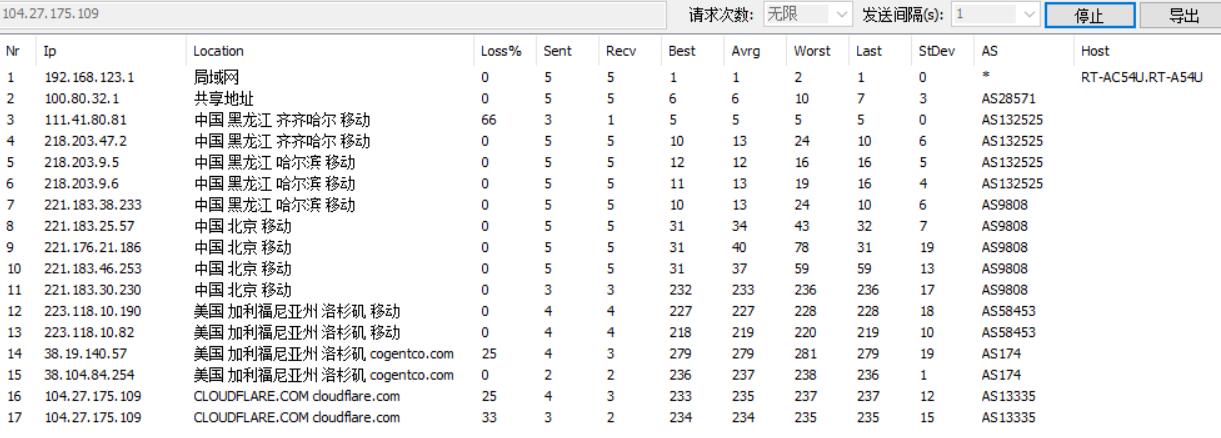 104.27.175.109 请求次数: 无限 发送间隔(s): 1 停止 导出
Nr Ip Location Loss% Sent Recv Best Avrg Worst Last StDev AS Host
1 192.168.123.1 局域网 0 5 5 1 1 2 1 0 * RT-AC54U.RT-A54U
2 100.80.32.1 共享地址 0 5 5 6 6 10 7 3 AS28571
3 111.41.80.81 中国 黑龙江 齐齐哈尔 移动 66 3 1 5 5 5 5 0 AS132525
4 218.203.47.2 中国 黑龙江 齐齐哈尔 移动 0 5 5 10 13 24 10 6 AS132525
5 218.203.9.5 中国 黑龙江 哈尔滨 移动 0 5 5 12 12 16 16 5 AS132525
6 218.203.9.6 中国 黑龙江 哈尔滨 移动 0 5 5 11 13 19 16 4 AS132525
7 221.183.38.233 中国 黑龙江 哈尔滨 移动 0 5 5 10 13 24 10 6 AS9808
8 221.183.25.57 中国 北京 移动 0 5 5 31 34 43 32 7 AS9808
9 221.176.21.186 中国 北京 移动 0 5 5 31 40 78 31 19 AS9808
10 221.183.46.253 中国 北京 移动 0 5 5 31 37 59 59 13 AS9808
11 221.183.30.230 中国 北京 移动 0 3 3 232 233 236 236 17 AS9808
12 223.118.10.190 美国 加利福尼亚州 洛杉矶 移动 0 4 4 227 227 228 228 18 AS58453
13 223.118.10.82 美国 加利福尼亚州 洛杉矶 移动 0 4 4 218 219 220 219 10 AS58453
14 38.19.140.57 美国 加利福尼亚州 洛杉矶 cogentco.com 25 4 3 279 279 281 279 19 AS174
15 38.104.84.254 美国 加利福尼亚州 洛杉矶 cogentco.com 0 2 2 236 237 238 236 1 AS174
16 104.27.175.109 CLOUDFLARE.COM cloudflare.com 25 4 3 233 235 237 237 12 AS13335
17 104.27.175.109 CLOUDFLARE.COM cloudflare.com 33 3 2 234 234 235 235 15 AS13335